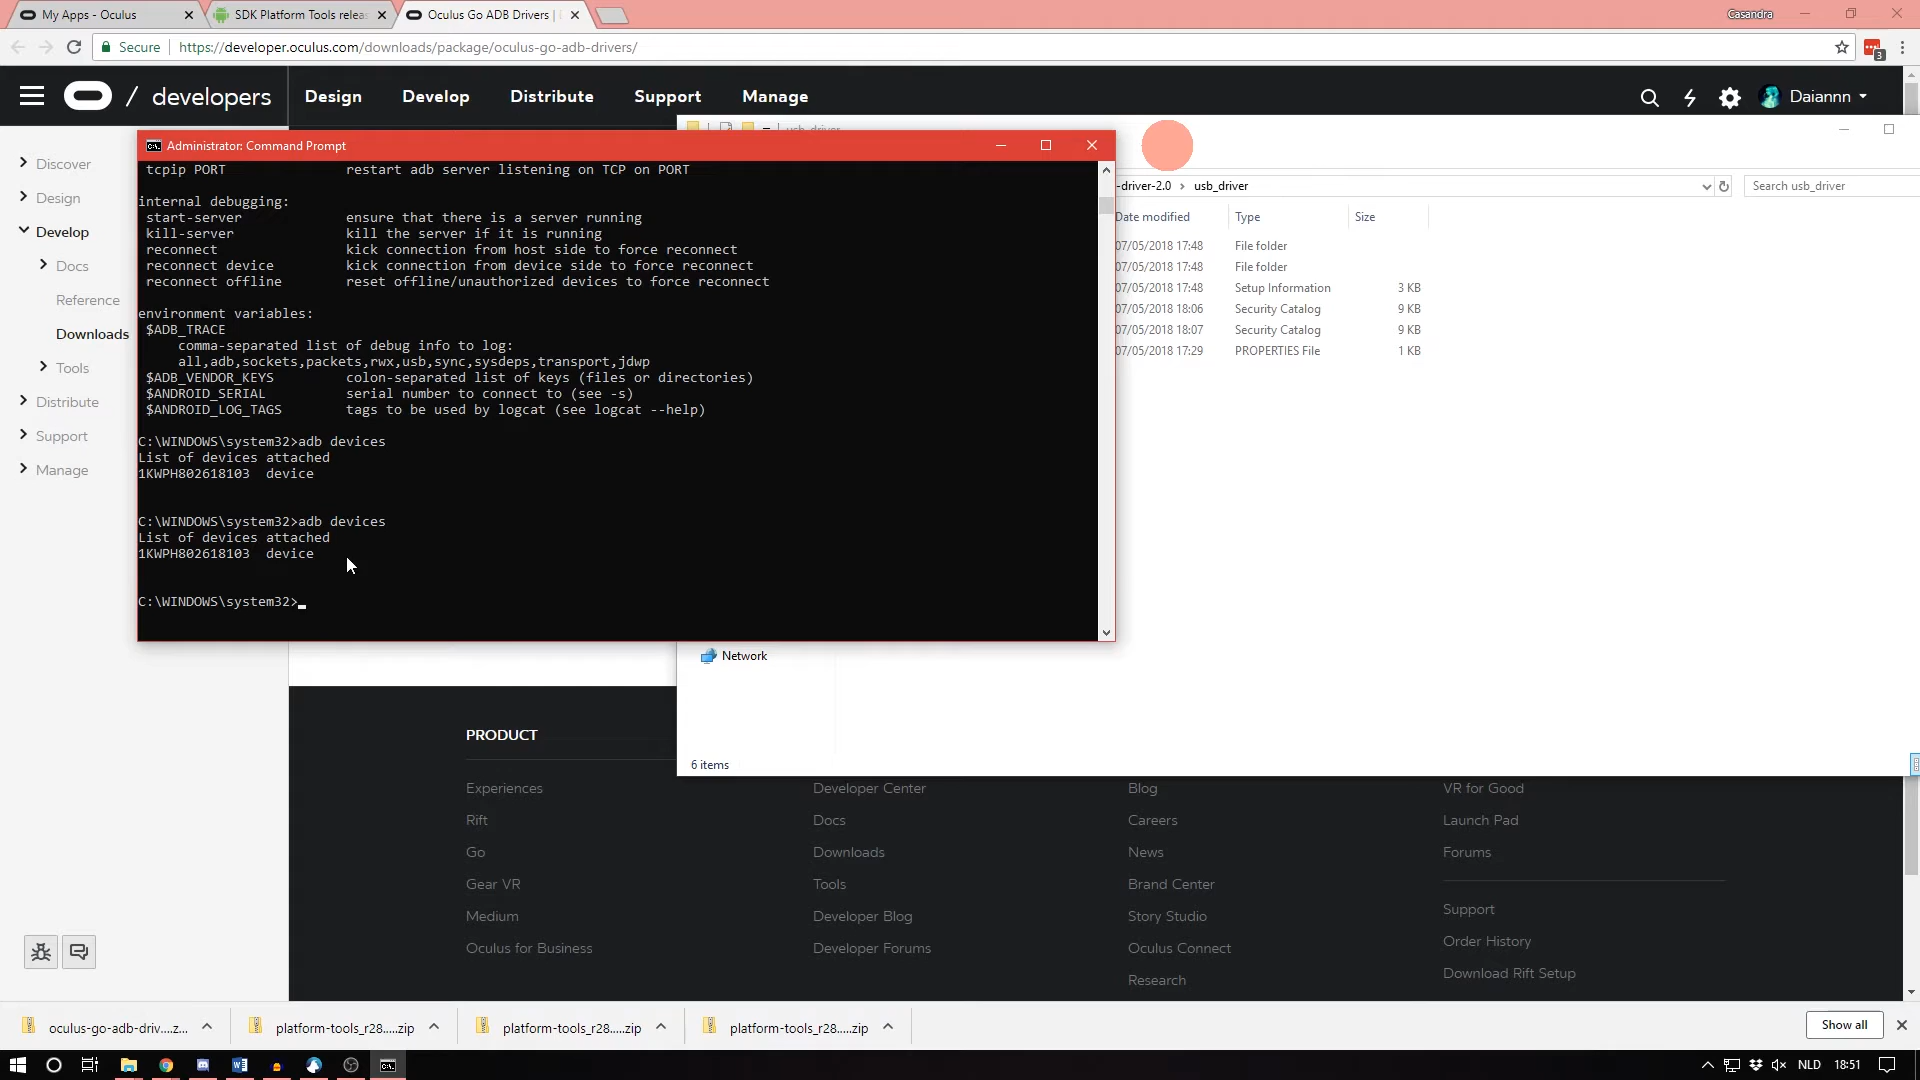 My Apps - Oculus
SDK Platform Tools relea
Oculus Go ADB Drivers |
Casandra
Secure
https://developer.oculus.com/downloads/package/oculus-go-adb-drivers/
3
/ developers
Design
Develop
Distribute
Support
Manage
Daiannn
Discover
Design
Develop
Docs
Reference
Downloads
Tools
Distribute
Support
Manage
Administrator: Command Prompt
tcpip PORT restart adb server listening on TCP on PORT
internal debugging:
start-server ensure that there is a server running
kill-server kill the server if it is running
reconnect kick connection from host side to force reconnect
reconnect device kick connection from device side to force reconnect
reconnect offline reset offline/unauthorized devices to force reconnect
environment variables:
$ADB_TRACE
comma-separated list of debug info to log:
all,adb,sockets,packets,rwx,usb,sync,sysdeps,transport,jdwp
$ADB_VENDOR_KEYS colon-separated list of keys (files or directories)
$ANDROID_SERIAL serial number to connect to (see -s)
$ANDROID_LOG_TAGS tags to be used by logcat (see logcat --help)
C:\WINDOWS\system32>adb devices
List of devices attached
1KWPH802618103 device
C:\WINDOWS\system32>adb devices
List of devices attached
1KWPH802618103 device
C:\WINDOWS\system32>
usb_driver
-driver-2.0 › usb_driver
Search usb_driver
Date modified Type Size
07/05/2018 17:48 File folder
07/05/2018 17:48 File folder
07/05/2018 17:48 Setup Information 3 KB
07/05/2018 18:06 Security Catalog 9 KB
07/05/2018 18:07 Security Catalog 9 KB
07/05/2018 17:29 PROPERTIES File 1 KB
Network
6 items
PRODUCT
Experiences
Rift
Go
Gear VR
Medium
Oculus for Business
Developer Center
Docs
Downloads
Tools
Developer Blog
Developer Forums
Blog
Careers
News
Brand Center
Story Studio
Oculus Connect
Research
VR for Good
Launch Pad
Forums
Support
Order History
Download Rift Setup
oculus-go-adb-driv....z...
platform-tools_r28.....zip
platform-tools_r28.....zip
platform-tools_r28.....zip
Show all
NLD
18:51